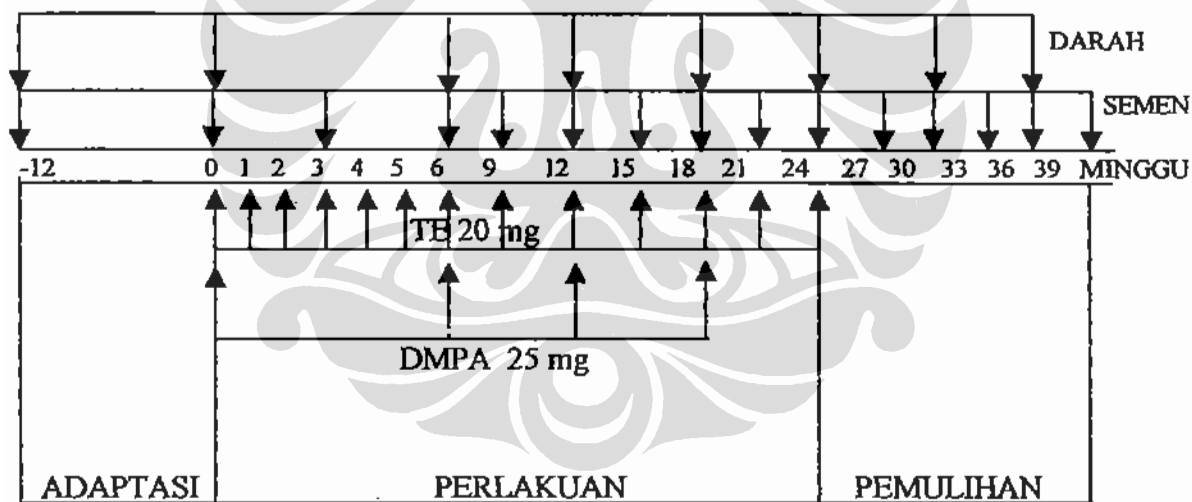 DARAH
SEMEN
-12 0 1 2 3 4 5 6 9 12 15 18 21 24 27 30 33 36 39 MINGGU
TE 20 mg
DMPA 25 mg
ADAPTASI PERLAKUAN PEMULIHAN